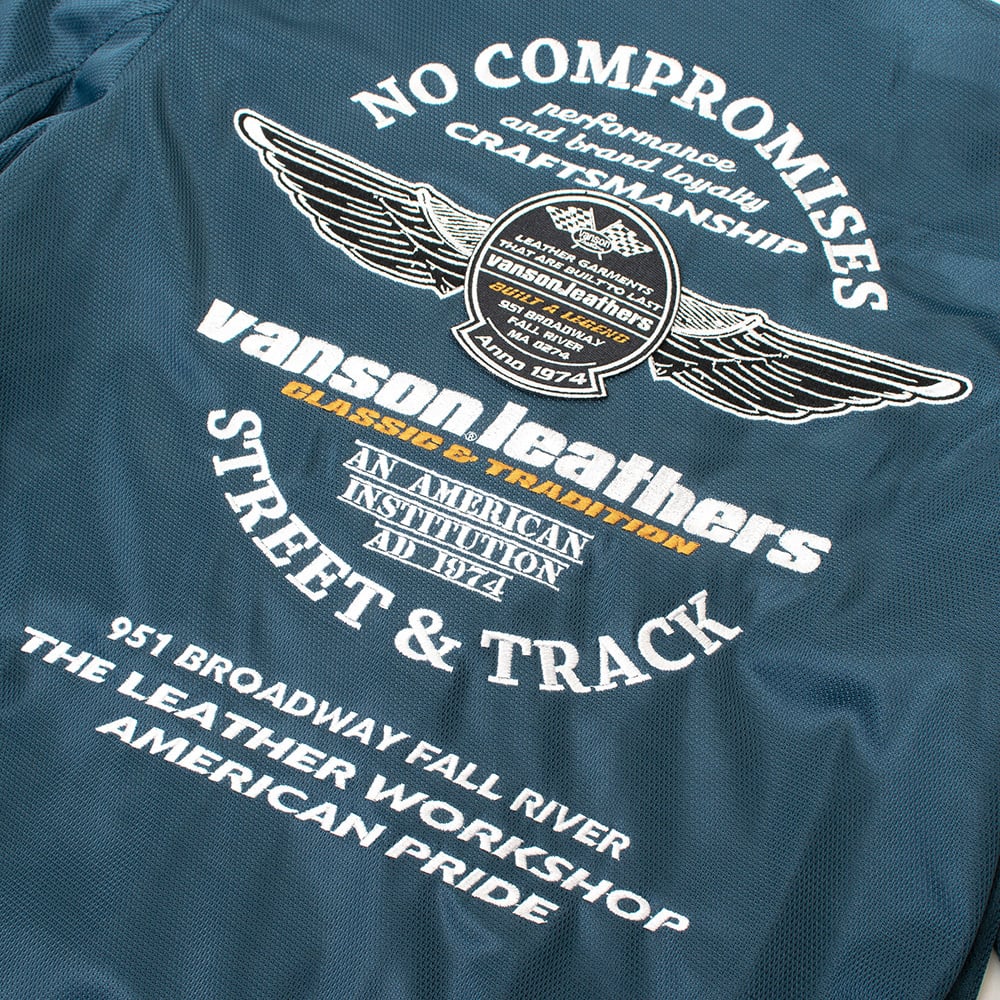 NO COMPROMISES
performance
and brand loyalty
CRAFTSMANSHIP
vanson
LEATHER GARMENTS
THAT ARE BUILT TO LAST
vanson.leathers
BUILT A LEGEND
951 BROADWAY
FALL RIVER
MA 0274
Anno 1974
vanson.leathers®
CLASSIC & TRADITION
AN AMERICAN
INSTITUTION
AD 1974
STREET & TRACK
951 BROADWAY FALL RIVER
THE LEATHER WORKSHOP
AMERICAN PRIDE